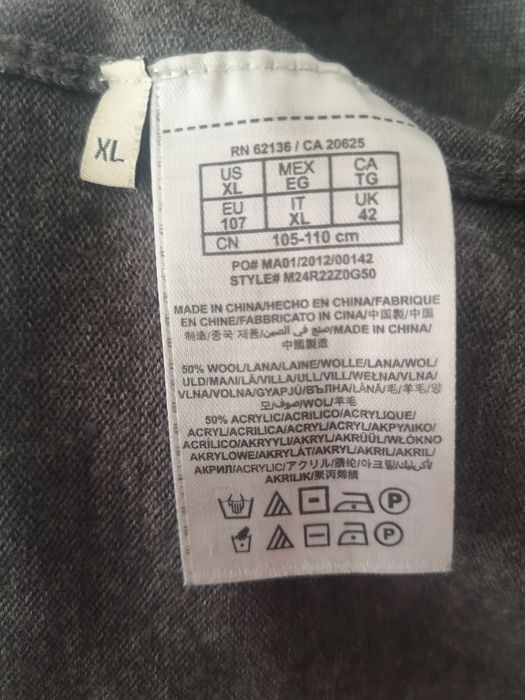 XL
RN 62136 / CA 20625
US XL MEX EG CA TG
EU 107 IT XL UK 42
CN 105-110 cm
PO# MA01/2012/00142
STYLE# M24R22Z0G50
MADE IN CHINA/HECHO EN CHINA/FABRIQUE
EN CHINE/FABBRICATO IN CINA/中国製/中国
制造/중국 제품/صنع في الصين/MADE IN CHINA/
中國製造
50% WOOL/LANA/LAINE/WOLLE/LANA/WOL/
ULD/ΜΑΛΛΙ/LÃ/VILLA/ULL/VILL/WEŁNA/VLNA/
VLNA/VOLNA/GYAPJÚ/ВЪЛНА/LÂNĂ/毛/羊毛/양
모/صوف/WOL/羊毛
50% ACRYLIC/ACRILICO/ACRYLIQUE/
ACRYL/ACRILICA/ACRYL/ACRYL/ΑΚΡΥΛΙΚΟ/
ACRÍLICO/AKRYYLI/AKRYL/AKRÜÜL/WŁÓKNO
AKRYLOWE/AKRYLÁT/AKRYL/AKRIL/AKRIL/
АКРИЛ/ACRYLIC/アクリル/腈纶/아크릴/أكريليك/
AKRILIK/聚丙烯腈
P
P